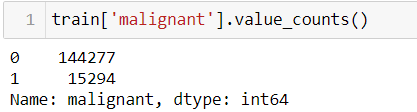 1 train['malignant'].value_counts()
0    144277
1     15294
Name: malignant, dtype: int64